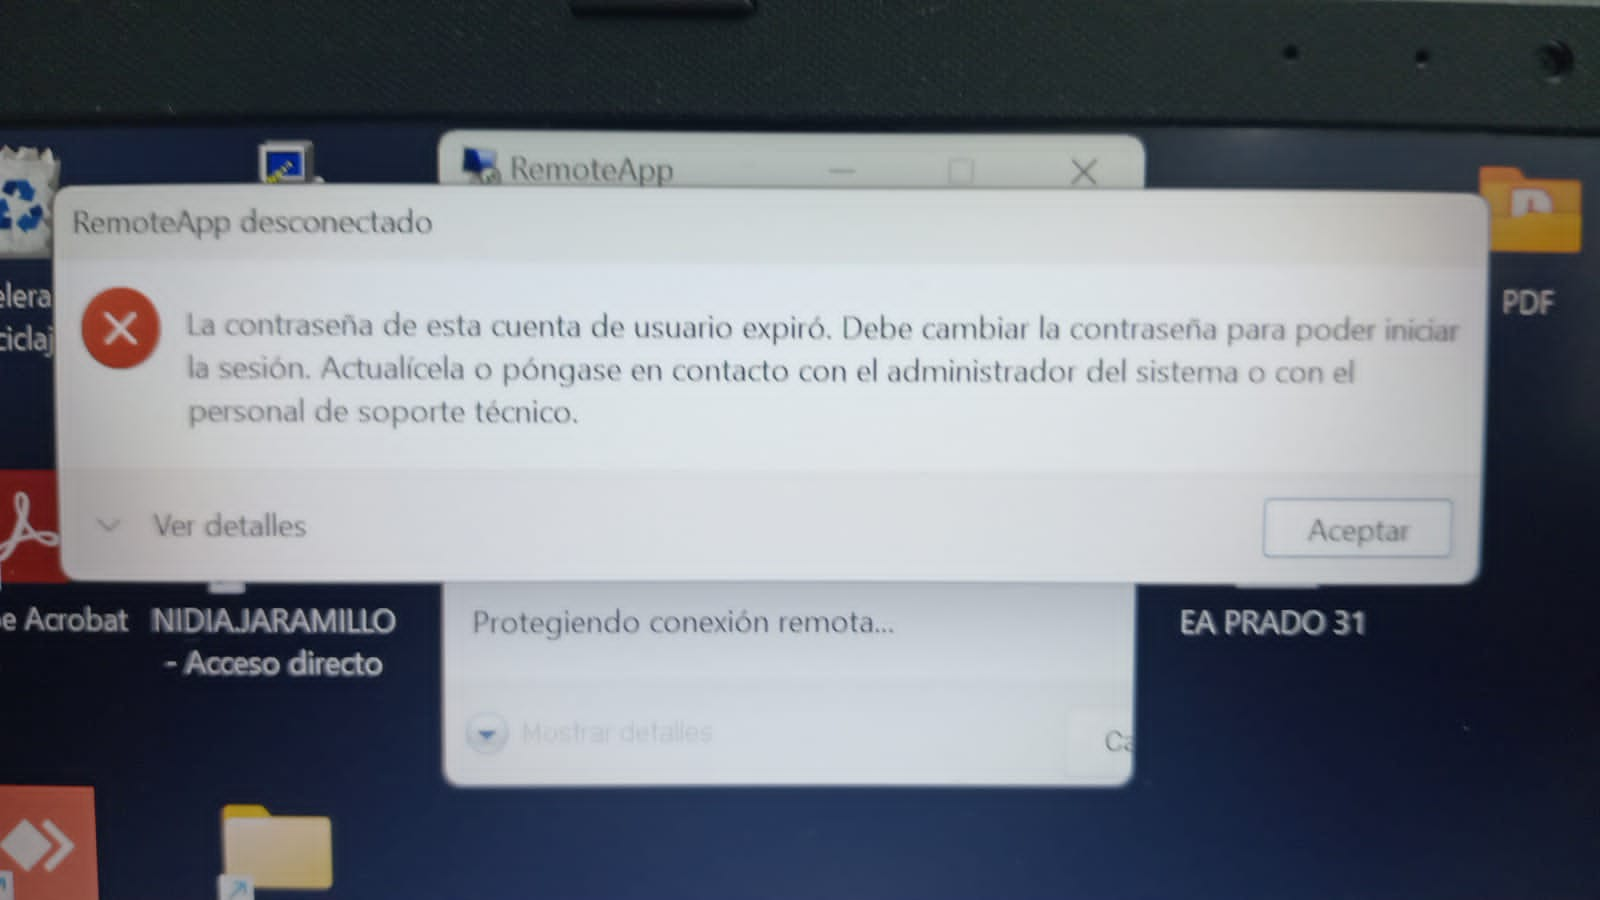 RemoteApp
RemoteApp desconectado
La contraseña de esta cuenta de usuario expiró. Debe cambiar la contraseña para poder iniciar
la sesión. Actualícela o póngase en contacto con el administrador del sistema o con el
personal de soporte técnico.
Ver detalles
Aceptar
elera
ciclaj
PDF
e Acrobat
NIDIA.JARAMILLO
- Acceso directo
Protegiendo conexión remota...
EA PRADO 31
Mostrar detalles
Ca